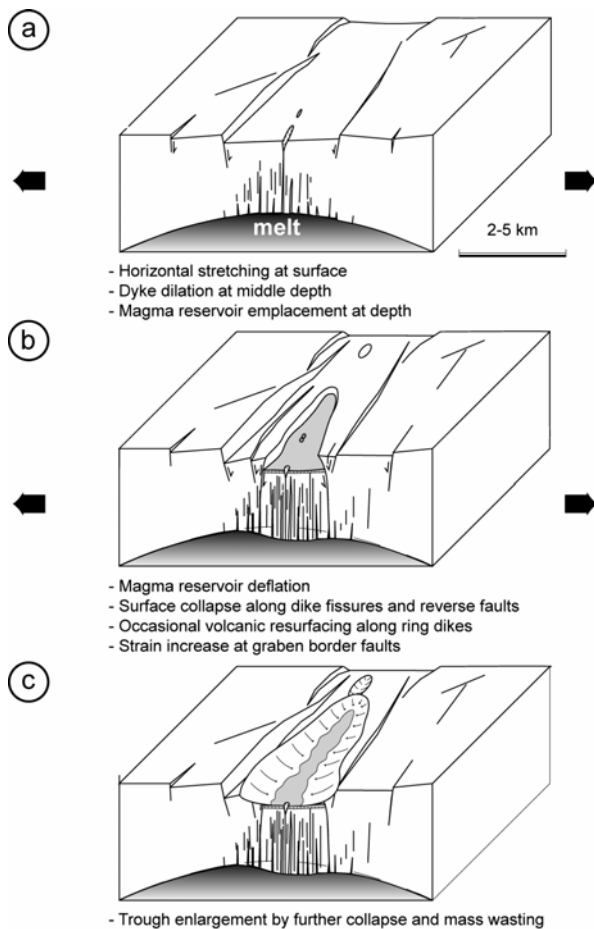 a
melt
2-5 km
- Horizontal stretching at surface
- Dyke dilation at middle depth
- Magma reservoir emplacement at depth
b
- Magma reservoir deflation
- Surface collapse along dike fissures and reverse faults
- Occasional volcanic resurfacing along ring dikes
- Strain increase at graben border faults
c
- Trough enlargement by further collapse and mass wasting